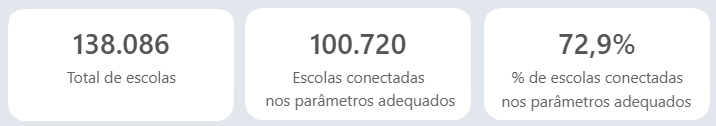 138.086
Total de escolas
100.720
Escolas conectadas
nos parâmetros adequados
72,9%
% de escolas conectadas
nos parâmetros adequados